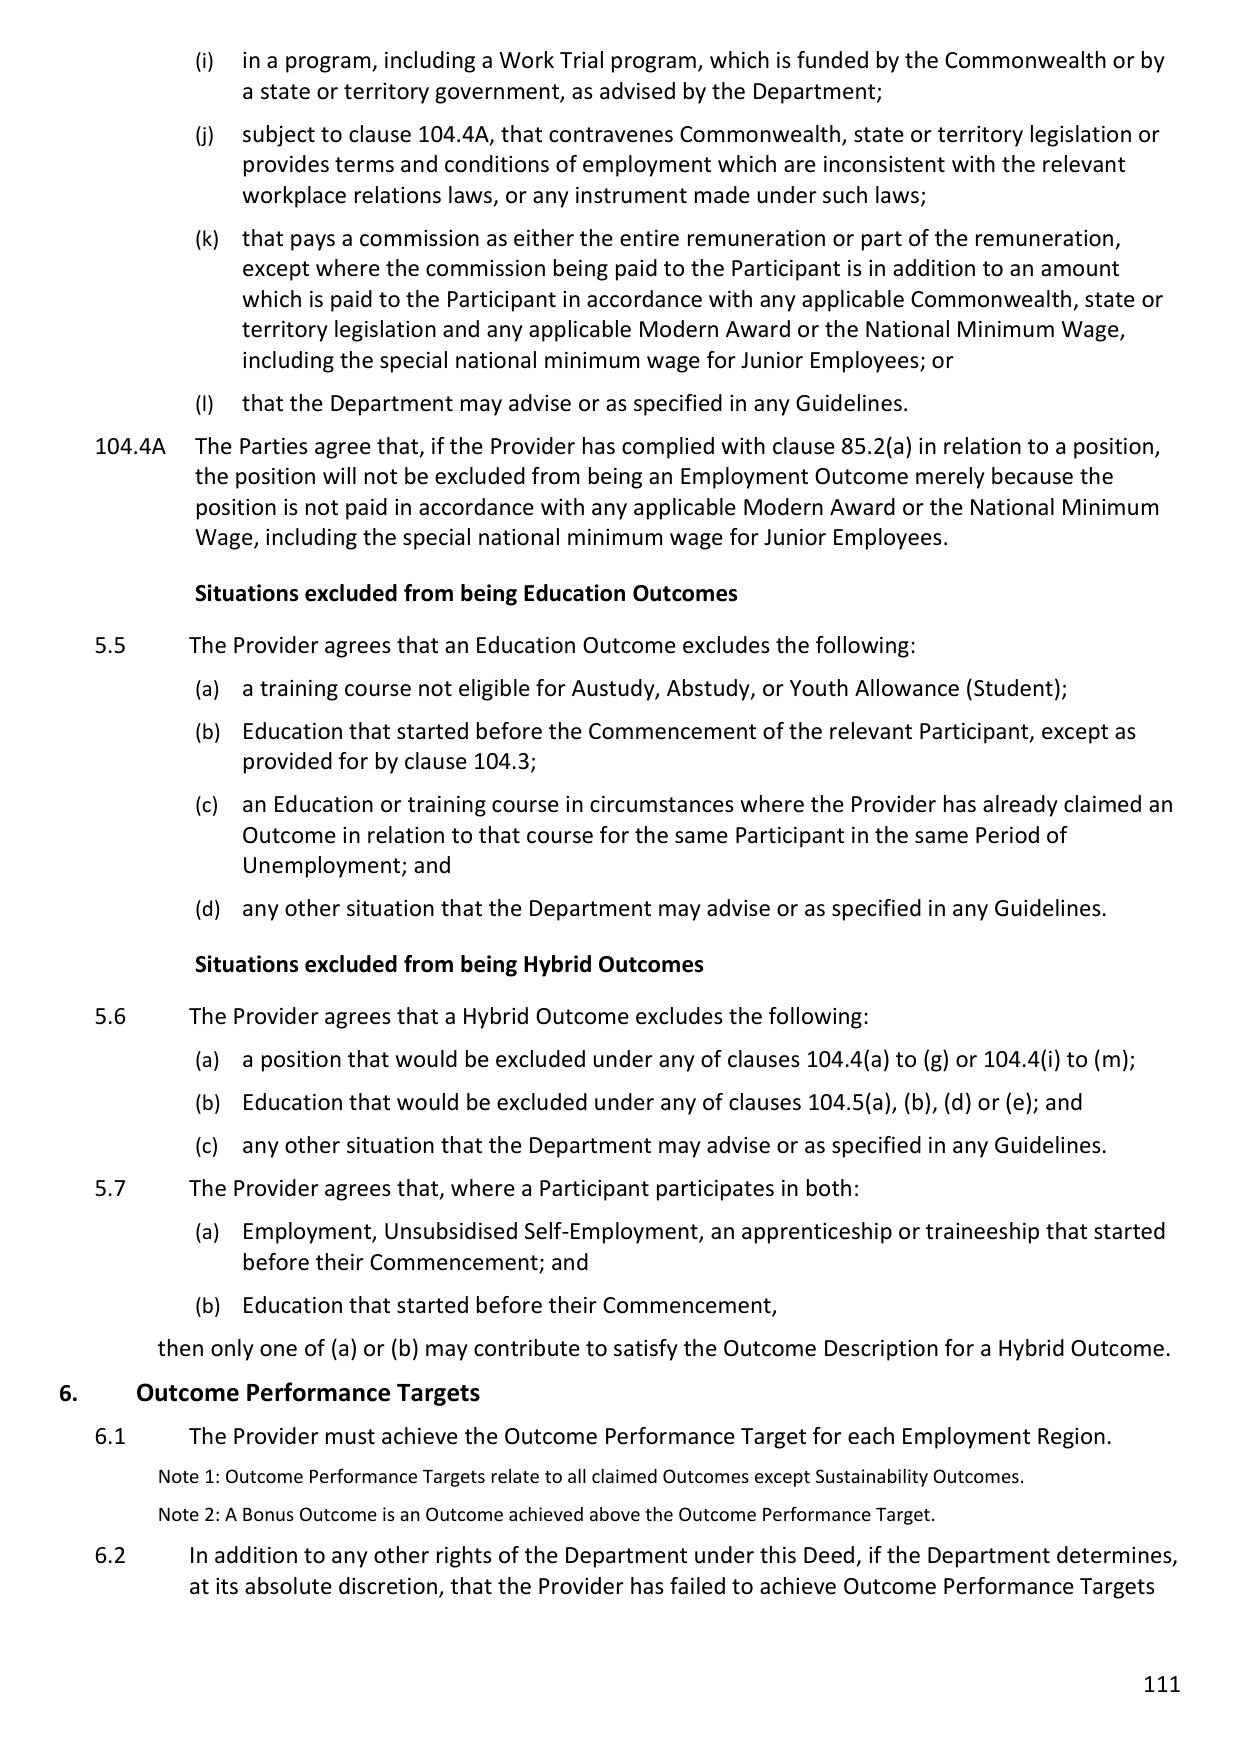 (i) in a program, including a Work Trial program, which is funded by the Commonwealth or by
a state or territory government, as advised by the Department;
(j) subject to clause 104.4A, that contravenes Commonwealth, state or territory legislation or
provides terms and conditions of employment which are inconsistent with the relevant
workplace relations laws, or any instrument made under such laws;
(k) that pays a commission as either the entire remuneration or part of the remuneration,
except where the commission being paid to the Participant is in addition to an amount
which is paid to the Participant in accordance with any applicable Commonwealth, state or
territory legislation and any applicable Modern Award or the National Minimum Wage,
including the special national minimum wage for Junior Employees; or
(l) that the Department may advise or as specified in any Guidelines.
104.4A The Parties agree that, if the Provider has complied with clause 85.2(a) in relation to a position,
the position will not be excluded from being an Employment Outcome merely because the
position is not paid in accordance with any applicable Modern Award or the National Minimum
Wage, including the special national minimum wage for Junior Employees.
Situations excluded from being Education Outcomes
5.5 The Provider agrees that an Education Outcome excludes the following:
(a) a training course not eligible for Austudy, Abstudy, or Youth Allowance (Student);
(b) Education that started before the Commencement of the relevant Participant, except as
provided for by clause 104.3;
(c) an Education or training course in circumstances where the Provider has already claimed an
Outcome in relation to that course for the same Participant in the same Period of
Unemployment; and
(d) any other situation that the Department may advise or as specified in any Guidelines.
Situations excluded from being Hybrid Outcomes
5.6 The Provider agrees that a Hybrid Outcome excludes the following:
(a) a position that would be excluded under any of clauses 104.4(a) to (g) or 104.4(i) to (m);
(b) Education that would be excluded under any of clauses 104.5(a), (b), (d) or (e); and
(c) any other situation that the Department may advise or as specified in any Guidelines.
5.7 The Provider agrees that, where a Participant participates in both:
(a) Employment, Unsubsidised Self-Employment, an apprenticeship or traineeship that started
before their Commencement; and
(b) Education that started before their Commencement,
then only one of (a) or (b) may contribute to satisfy the Outcome Description for a Hybrid Outcome.
6. Outcome Performance Targets
6.1 The Provider must achieve the Outcome Performance Target for each Employment Region.
Note 1: Outcome Performance Targets relate to all claimed Outcomes except Sustainability Outcomes.
Note 2: A Bonus Outcome is an Outcome achieved above the Outcome Performance Target.
6.2 In addition to any other rights of the Department under this Deed, if the Department determines,
at its absolute discretion, that the Provider has failed to achieve Outcome Performance Targets
111